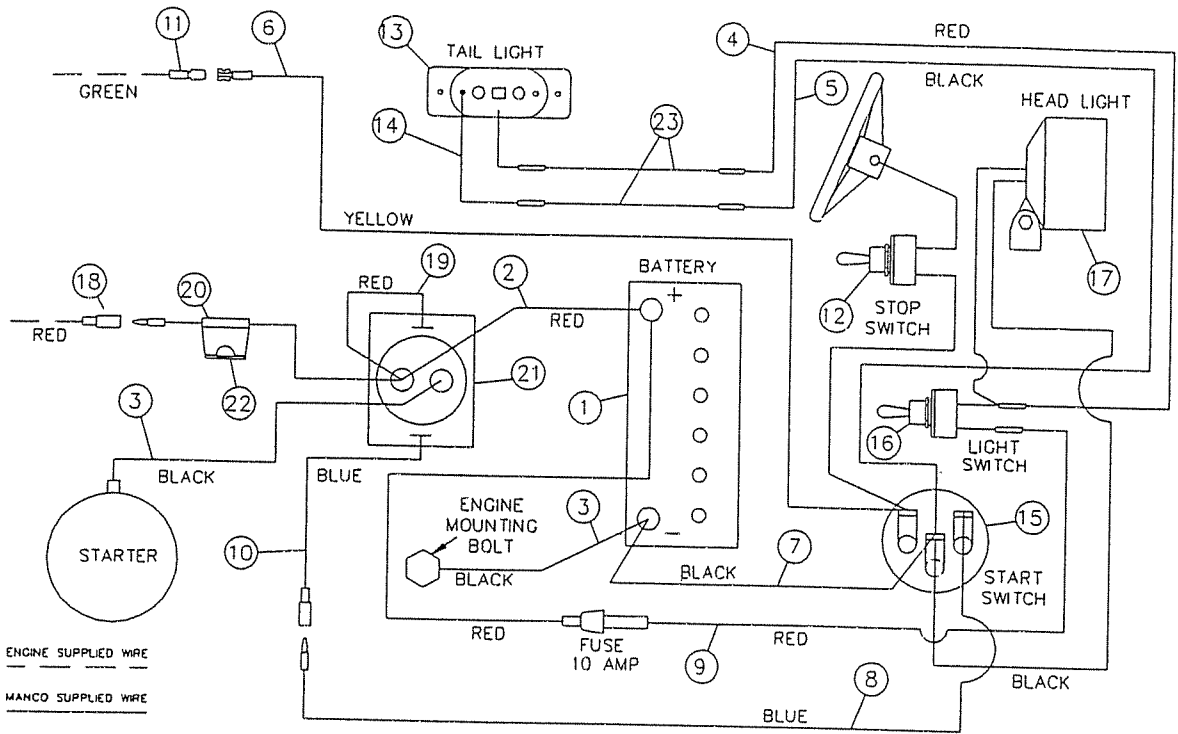 11
6
13
TAIL LIGHT
4
RED
GREEN
BLACK
5
HEAD LIGHT
14
23
YELLOW
19
2
BATTERY
17
18
20
RED
+
12
STOP
SWITCH
RED
RED
22
21
1
3
16
LIGHT
SWITCH
BLACK
BLUE
ENGINE
MOUNTING
BOLT
3
15
STARTER
10
−
7
BLACK
BLACK
START
SWITCH
RED
FUSE
10 AMP
RED
9
ENGINE SUPPLIED WIRE
8
BLACK
MANCO SUPPLIED WIRE
BLUE